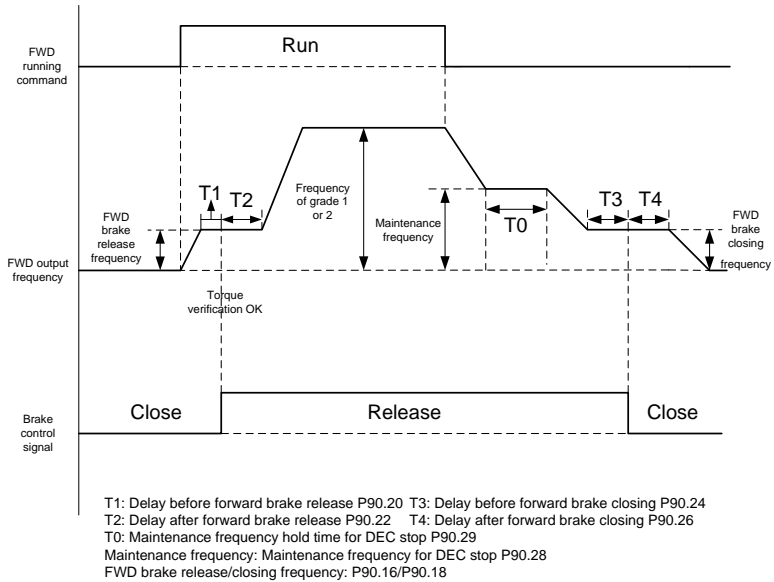 FWD
running
command
Run
T1
T2
Frequency
of grade 1
or 2
Maintenance
frequency
T0
T3
T4
FWD
brake
release
frequency
FWD
brake
closing
frequency
FWD output
frequency
Torque
verification OK
Close
Release
Close
Brake
control
signal
T1: Delay before forward brake release P90.20 T3: Delay before forward brake closing P90.24
T2: Delay after forward brake release P90.22 T4: Delay after forward brake closing P90.26
T0: Maintenance frequency hold time for DEC stop P90.29
Maintenance frequency: Maintenance frequency for DEC stop P90.28
FWD brake release/closing frequency: P90.16/P90.18